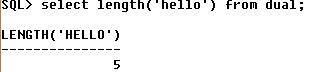 SQL> select length('hello') from dual;
LENGTH('HELLO')
---------------
5